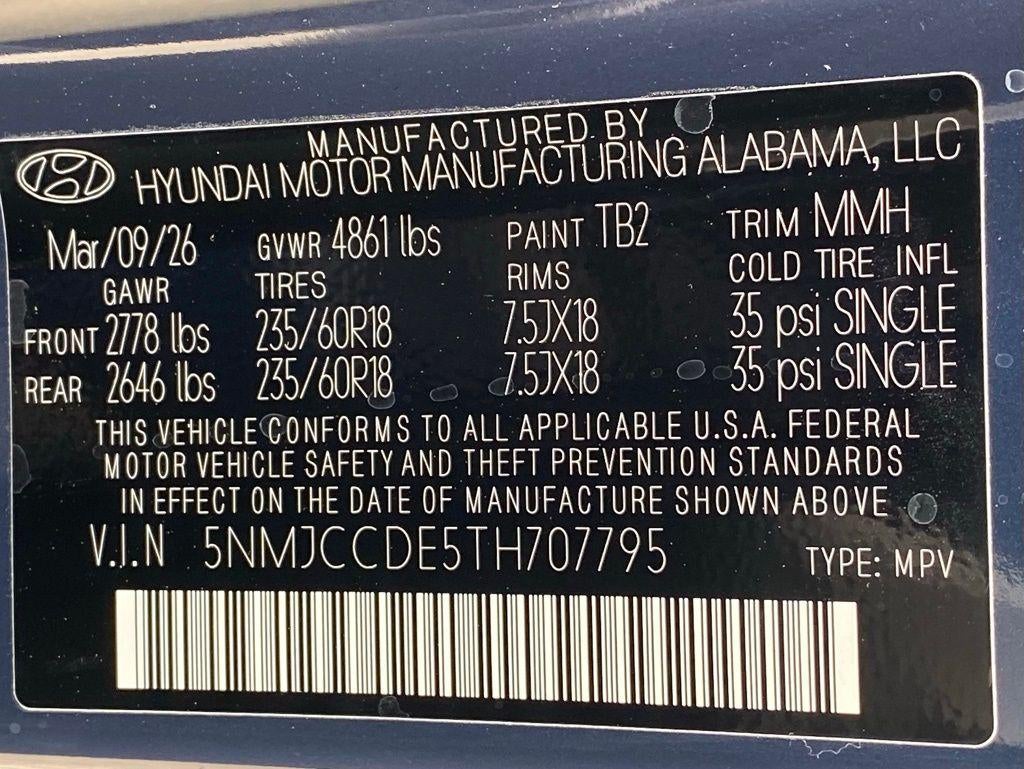 MANUFACTURED BY
HYUNDAI MOTOR MANUFACTURING ALABAMA, LLC
Mar/09/26 GVWR 4861 lbs PAINT TB2 TRIM MMH
GAWR TIRES RIMS COLD TIRE INFL
FRONT 2778 lbs 235/60R18 7.5JX18 35 psi SINGLE
REAR 2646 lbs 235/60R18 7.5JX18 35 psi SINGLE
THIS VEHICLE CONFORMS TO ALL APPLICABLE U.S.A. FEDERAL
MOTOR VEHICLE SAFETY AND THEFT PREVENTION STANDARDS
IN EFFECT ON THE DATE OF MANUFACTURE SHOWN ABOVE
V.I.N 5NMJCCDE5TH707795 TYPE: MPV